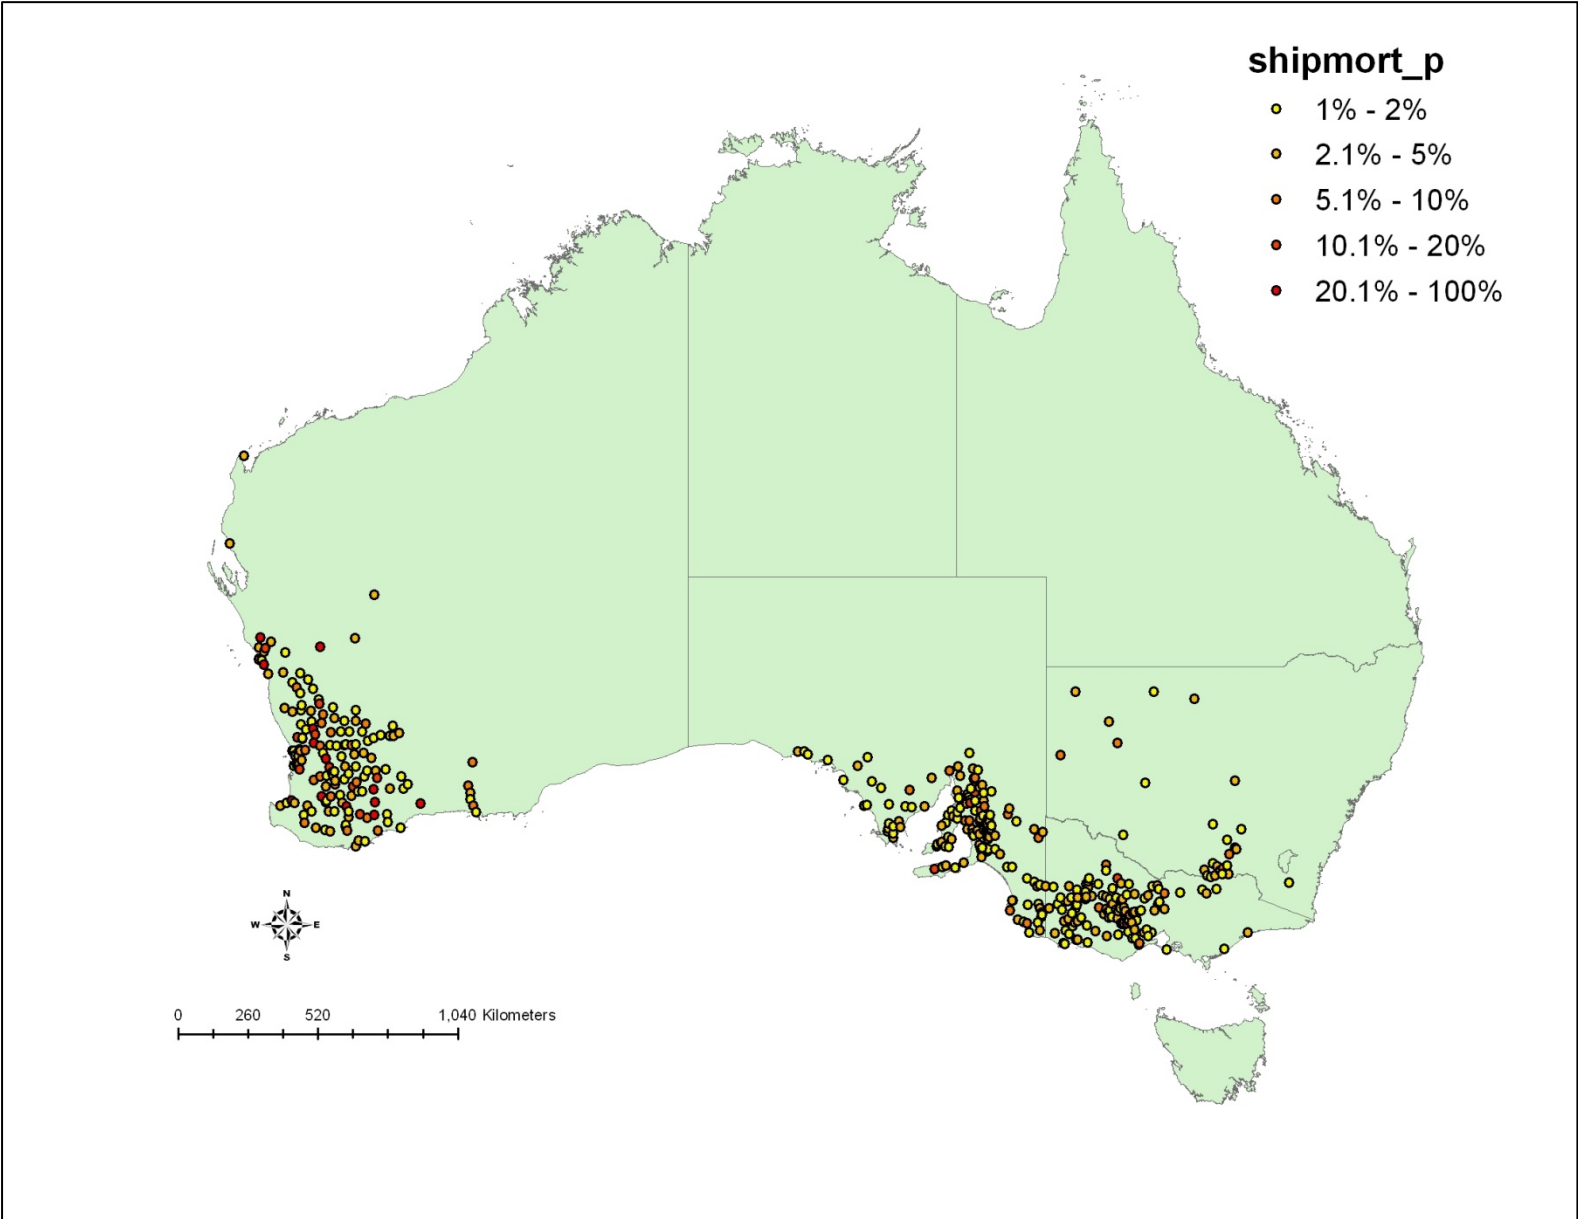 shipmort_p
1% - 2%
2.1% - 5%
5.1% - 10%
10.1% - 20%
20.1% - 100%
N
W E
S
0 260 520 1,040 Kilometers